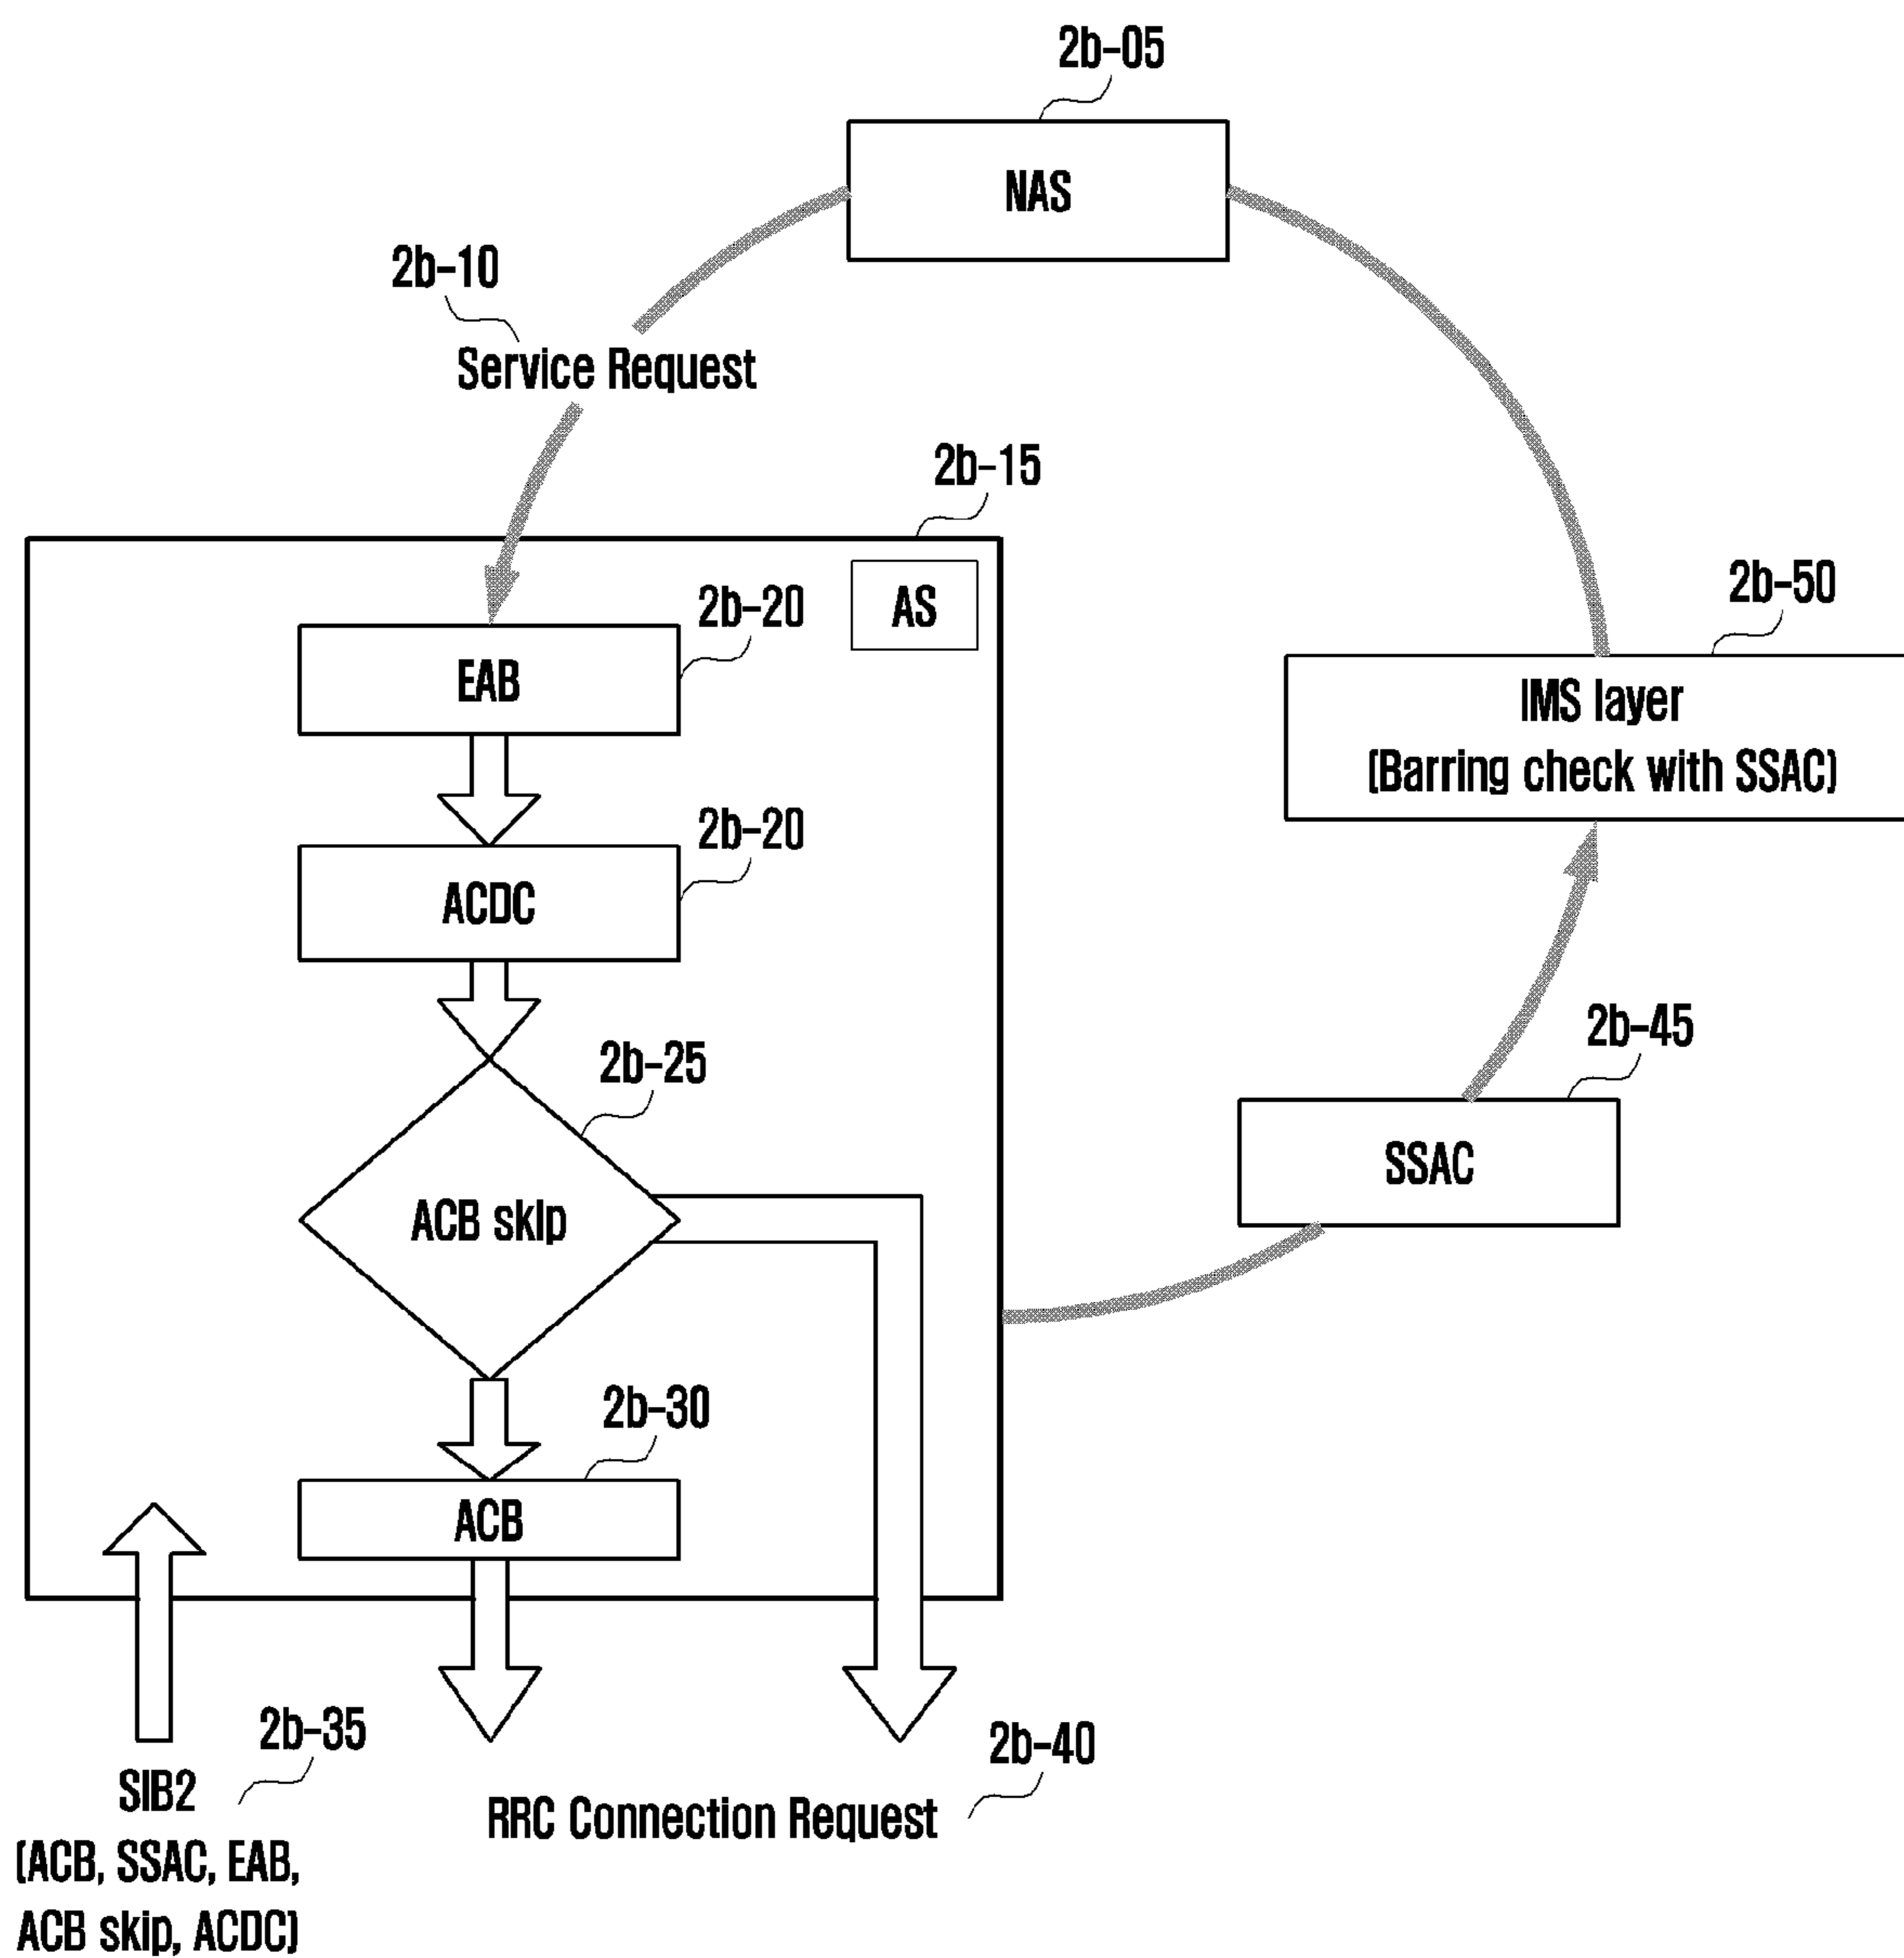 2b-05
NAS
2b-10
Service Request
2b-15
AS
2b-20
EAB
2b-50
IMS layer
(Barring check with SSAC)
2b-20
ACDC
2b-25
ACB skip
2b-45
SSAC
2b-30
ACB
2b-35
SIB2
(ACB, SSAC, EAB,
ACB skip, ACDC)
2b-40
RRC Connection Request